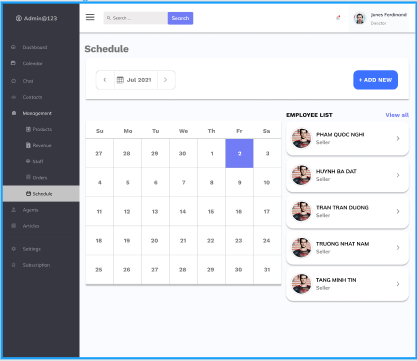 Admin@123
Search...
Search
James Ferdinand
Director
Dashboard
Calendar
Chat
Contacts
Management
Products
Revenue
Staff
Orders
Schedule
Agents
Articles
Settings
Subscription
Schedule
Jul 2021
+ ADD NEW
Su Mo Tu We Th Fr Sa
27 28 29 30 1 2 3
4 5 6 7 8 9 10
11 12 13 14 15 16 17
18 19 20 21 22 23 24
25 26 27 28 29 30 31
EMPLOYEE LIST View all
PHAM QUOC NGHI
Seller
HUYNH BA DAT
Seller
TRAN TRAN DUONG
Seller
TRUONG NHAT NAM
Seller
TANG MINH TIN
Seller